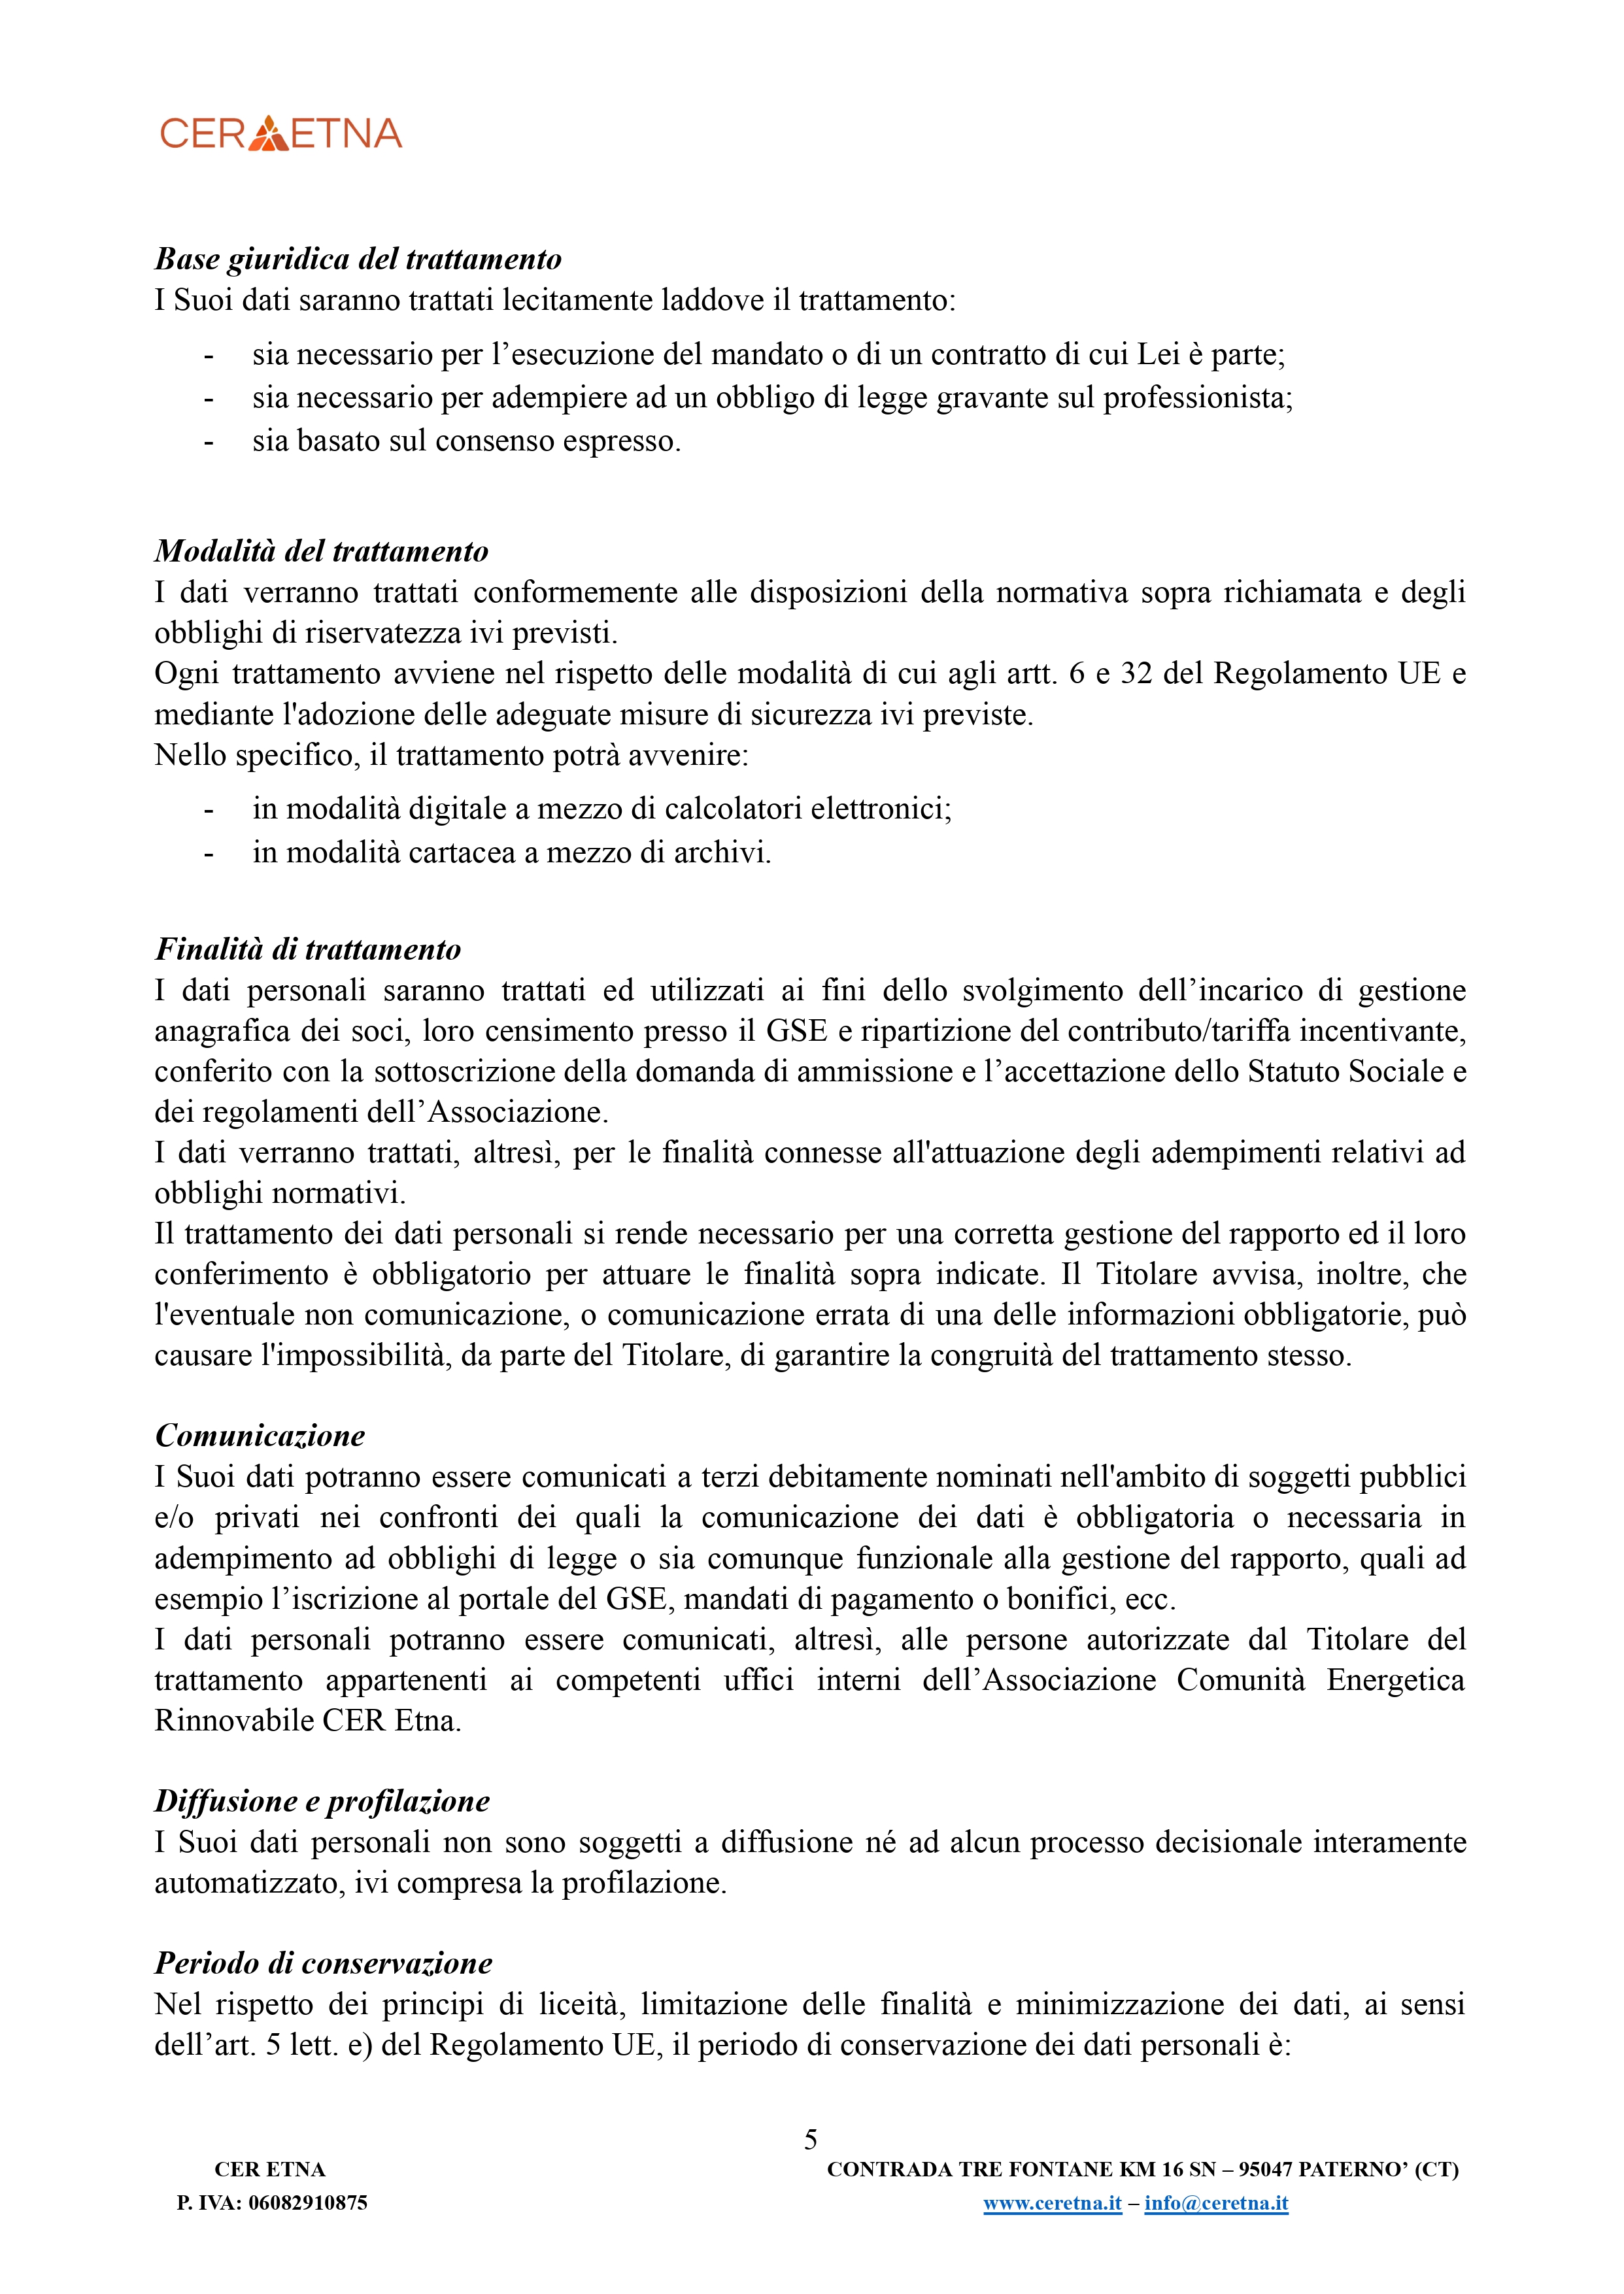 CER ETNA
Base giuridica del trattamento
I Suoi dati saranno trattati lecitamente laddove il trattamento:
- sia necessario per l’esecuzione del mandato o di un contratto di cui Lei è parte;
- sia necessario per adempiere ad un obbligo di legge gravante sul professionista;
- sia basato sul consenso espresso.
Modalità del trattamento
I dati verranno trattati conformemente alle disposizioni della normativa sopra richiamata e degli
obblighi di riservatezza ivi previsti.
Ogni trattamento avviene nel rispetto delle modalità di cui agli artt. 6 e 32 del Regolamento UE e
mediante l'adozione delle adeguate misure di sicurezza ivi previste.
Nello specifico, il trattamento potrà avvenire:
- in modalità digitale a mezzo di calcolatori elettronici;
- in modalità cartacea a mezzo di archivi.
Finalità di trattamento
I dati personali saranno trattati ed utilizzati ai fini dello svolgimento dell’incarico di gestione
anagrafica dei soci, loro censimento presso il GSE e ripartizione del contributo/tariffa incentivante,
conferito con la sottoscrizione della domanda di ammissione e l’accettazione dello Statuto Sociale e
dei regolamenti dell’Associazione.
I dati verranno trattati, altresì, per le finalità connesse all'attuazione degli adempimenti relativi ad
obblighi normativi.
Il trattamento dei dati personali si rende necessario per una corretta gestione del rapporto ed il loro
conferimento è obbligatorio per attuare le finalità sopra indicate. Il Titolare avvisa, inoltre, che
l'eventuale non comunicazione, o comunicazione errata di una delle informazioni obbligatorie, può
causare l'impossibilità, da parte del Titolare, di garantire la congruità del trattamento stesso.
Comunicazione
I Suoi dati potranno essere comunicati a terzi debitamente nominati nell'ambito di soggetti pubblici
e/o privati nei confronti dei quali la comunicazione dei dati è obbligatoria o necessaria in
adempimento ad obblighi di legge o sia comunque funzionale alla gestione del rapporto, quali ad
esempio l’iscrizione al portale del GSE, mandati di pagamento o bonifici, ecc.
I dati personali potranno essere comunicati, altresì, alle persone autorizzate dal Titolare del
trattamento appartenenti ai competenti uffici interni dell’Associazione Comunità Energetica
Rinnovabile CER Etna.
Diffusione e profilazione
I Suoi dati personali non sono soggetti a diffusione né ad alcun processo decisionale interamente
automatizzato, ivi compresa la profilazione.
Periodo di conservazione
Nel rispetto dei principi di liceità, limitazione delle finalità e minimizzazione dei dati, ai sensi
dell’art. 5 lett. e) del Regolamento UE, il periodo di conservazione dei dati personali è:
5
CER ETNA CONTRADA TRE FONTANE KM 16 SN – 95047 PATERNO’ (CT)
P. IVA: 06082910875 www.ceretna.it – info@ceretna.it